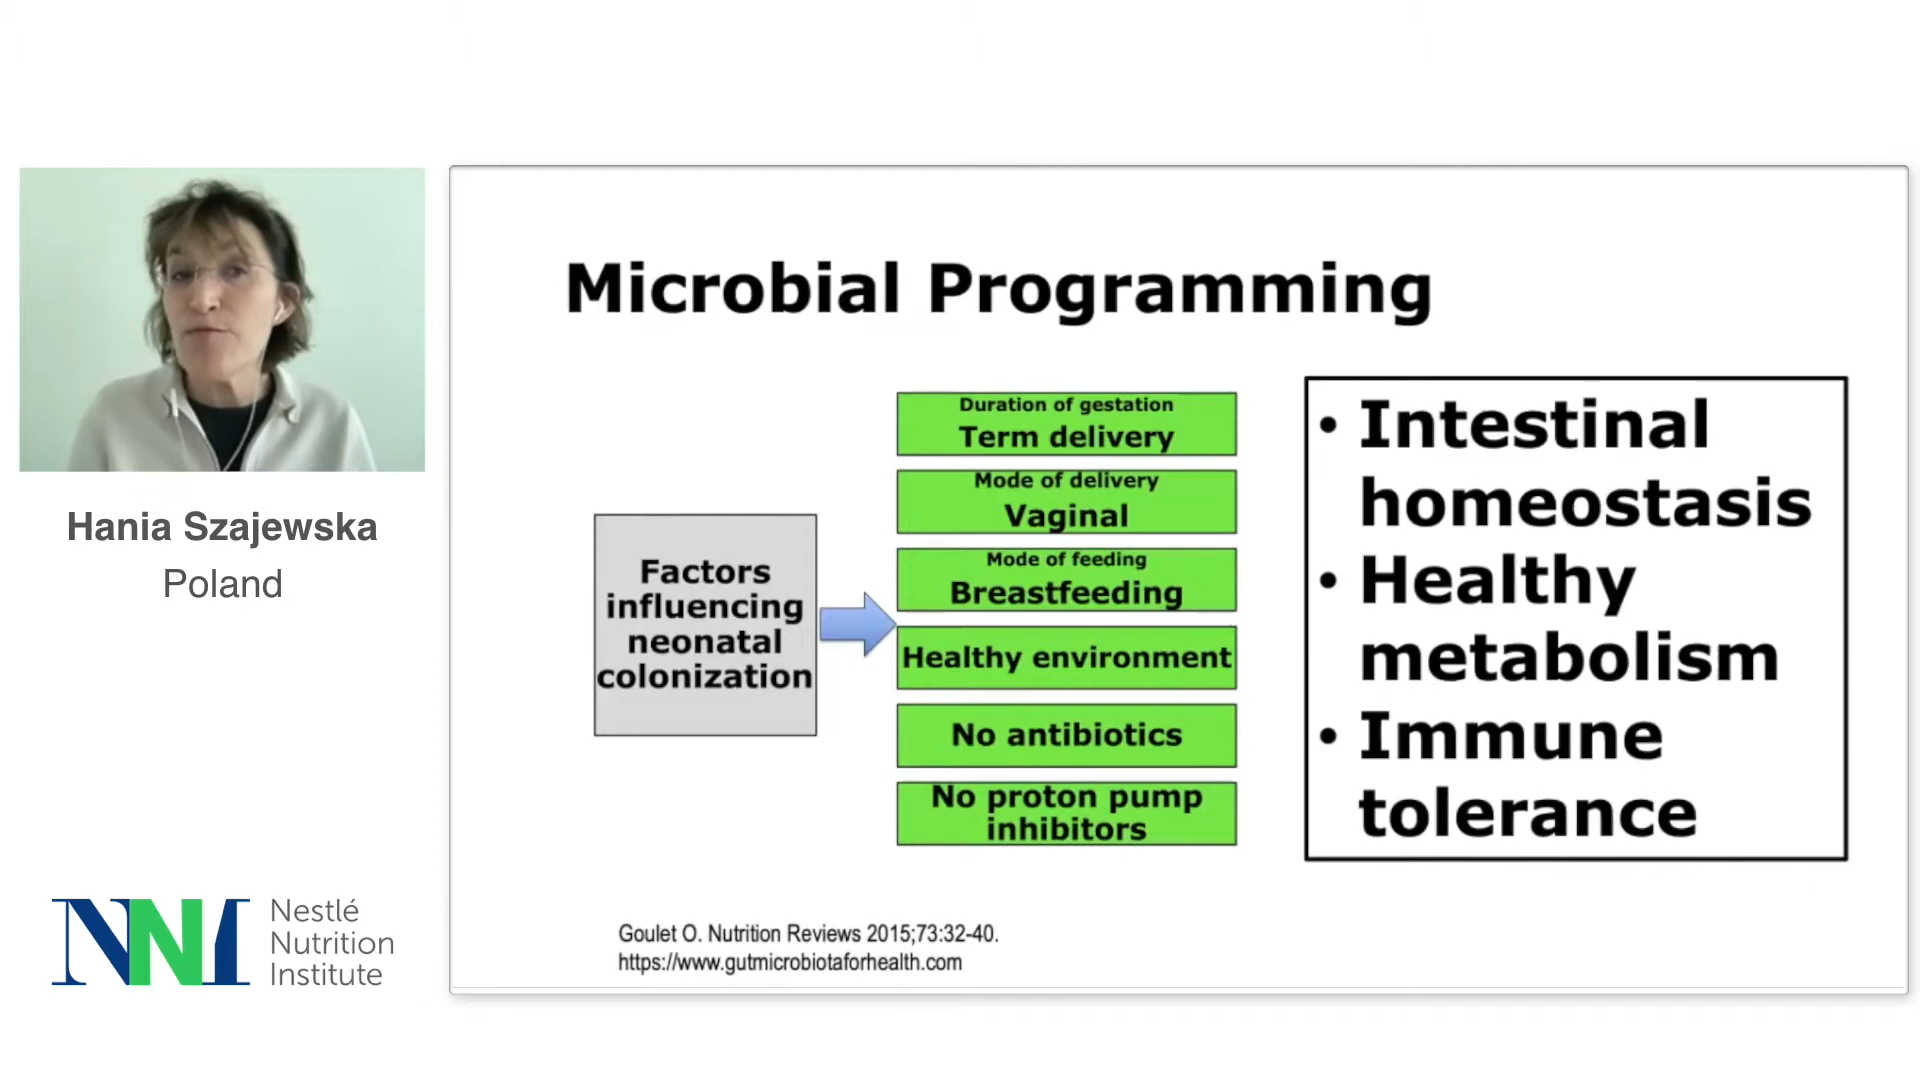 Hania Szajewska
Poland
Nestlé
Nutrition
Institute
NNI
Microbial Programming
Factors
influencing
neonatal
colonization
Duration of gestation
Term delivery
Mode of delivery
Vaginal
Mode of feeding
Breastfeeding
Healthy environment
No antibiotics
No proton pump
inhibitors
• Intestinal
homeostasis
• Healthy
metabolism
• Immune
tolerance
Goulet O. Nutrition Reviews 2015;73:32-40.
https://www.gutmicrobiotaforhealth.com